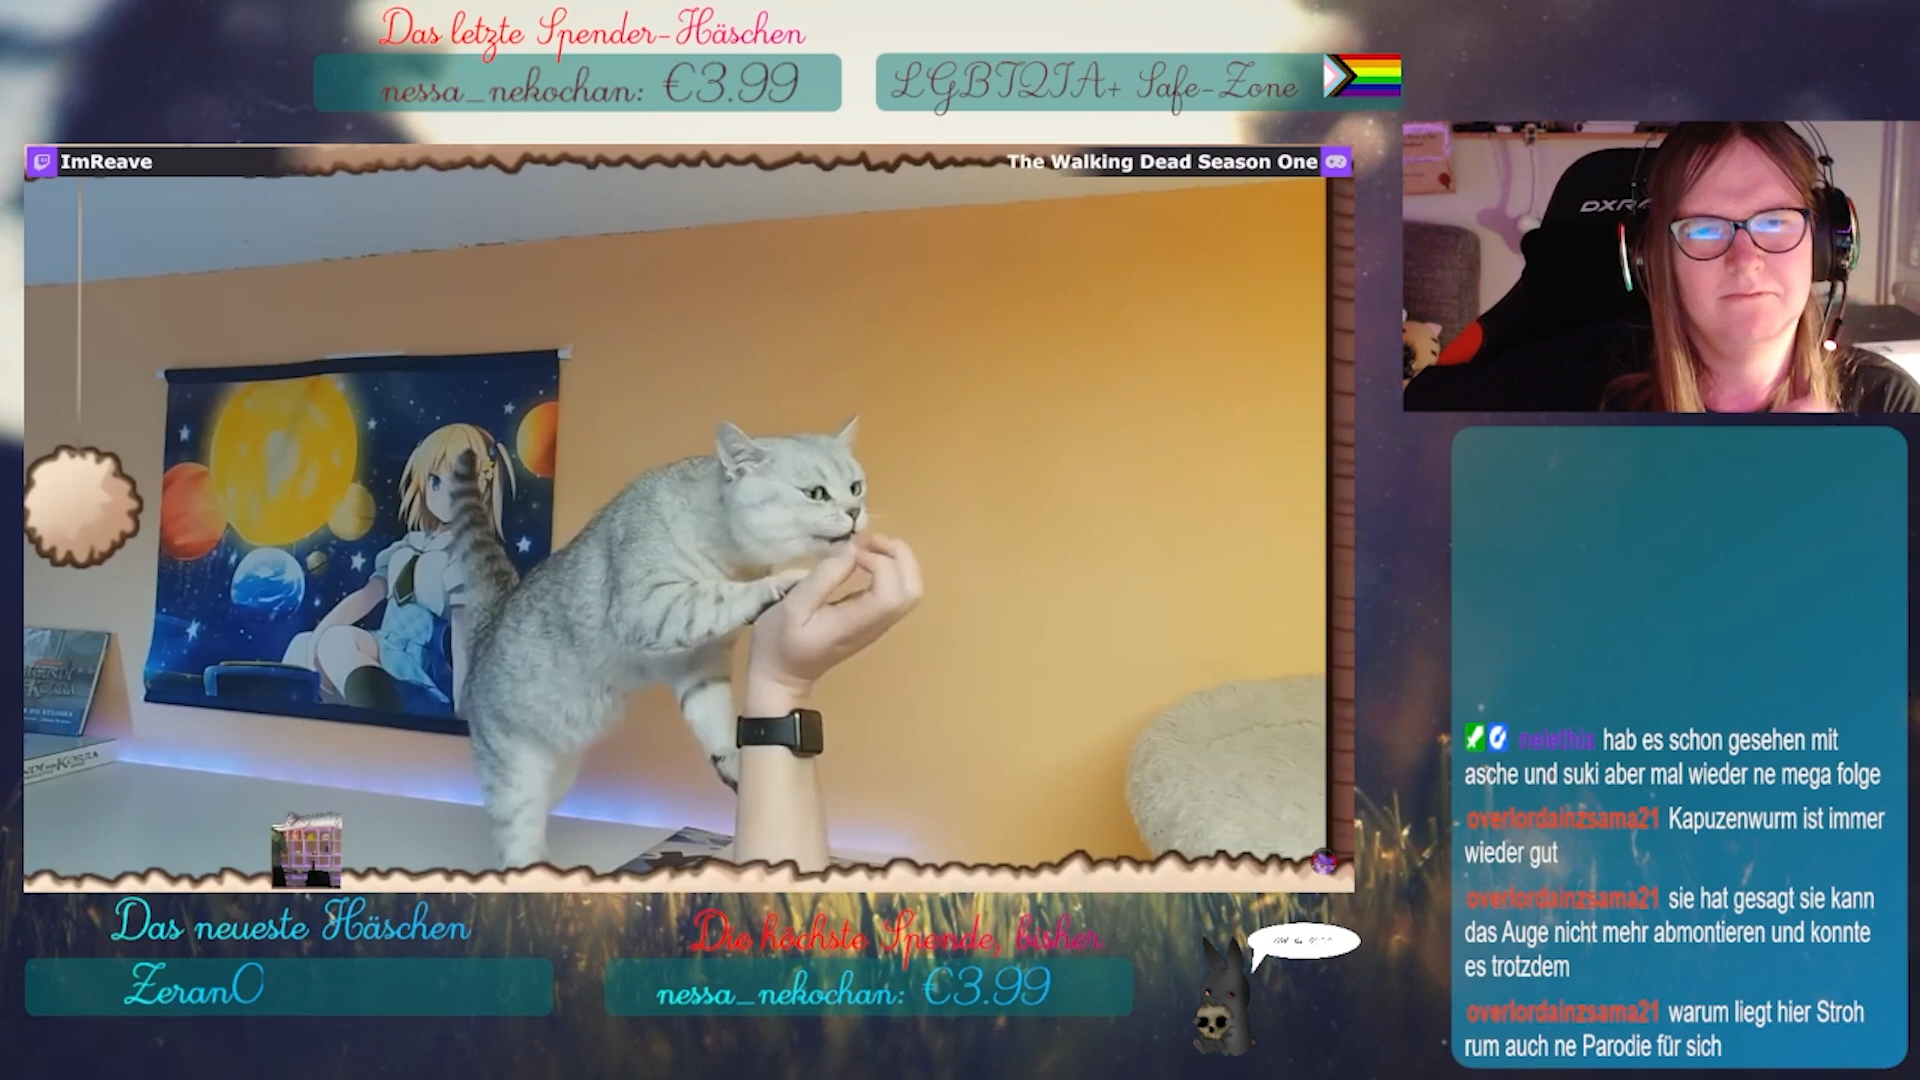 Das letzte Spender-Häschen
nessa_nekochan: €3.99
LGBTQIA+ Safe-Zone
ImReave
The Walking Dead Season One
DXR
hab es schon gesehen mit
asche und suki aber mal wieder ne mega folge
overlordainzsama21 Kapuzenwurm ist immer
wieder gut
overlordainzsama21 sie hat gesagt sie kann
das Auge nicht mehr abmontieren und konnte
es trotzdem
overlordainzsama21 warum liegt hier Stroh
rum auch ne Parodie für sich
Das neueste Häschen
ZeranO
Die höchste Spende, bisher
nessa_nekochan: €3.99